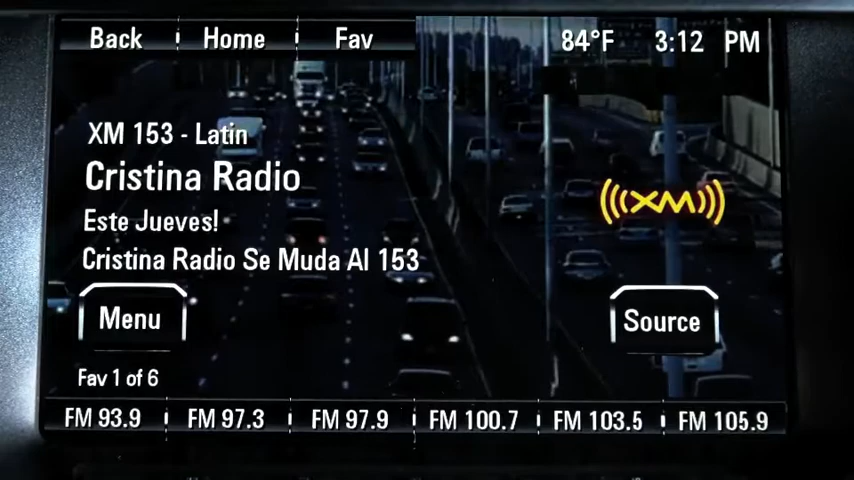 Back Home Fav 84°F 3:12 PM
XM 153 - Latin
Cristina Radio
Este Jueves!
Cristina Radio Se Muda Al 153
((XM))
Menu Source
Fav 1 of 6
FM 93.9 FM 97.3 FM 97.9 FM 100.7 FM 103.5 FM 105.9